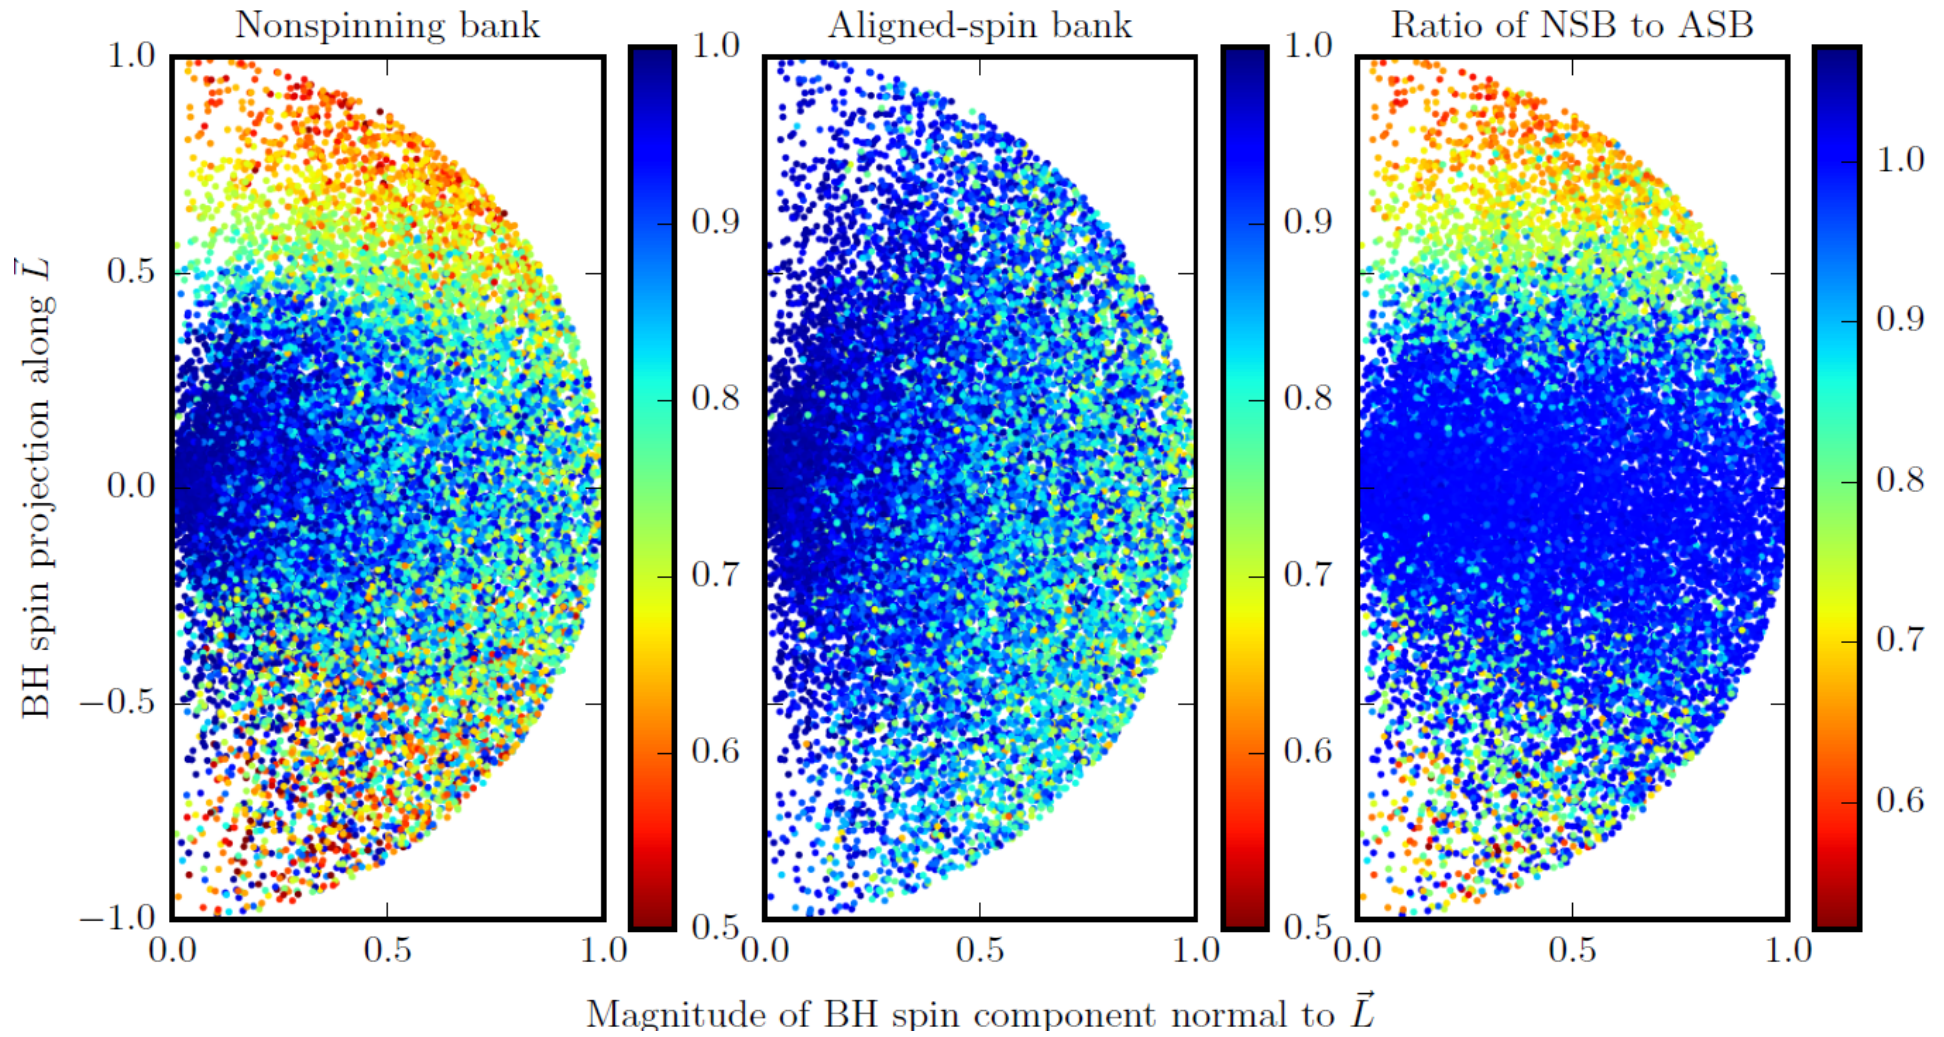 Nonspinning bank
Aligned-spin bank
Ratio of NSB to ASB
BH spin projection along L⃗
1.0
0.5
0.0
−0.5
−1.0
0.0 0.5 1.0
1.0
0.9
0.8
0.7
0.6
0.5
0.0 0.5 1.0
1.0
0.9
0.8
0.7
0.6
0.5
0.0 0.5 1.0
1.0
0.9
0.8
0.7
0.6
Magnitude of BH spin component normal to L⃗